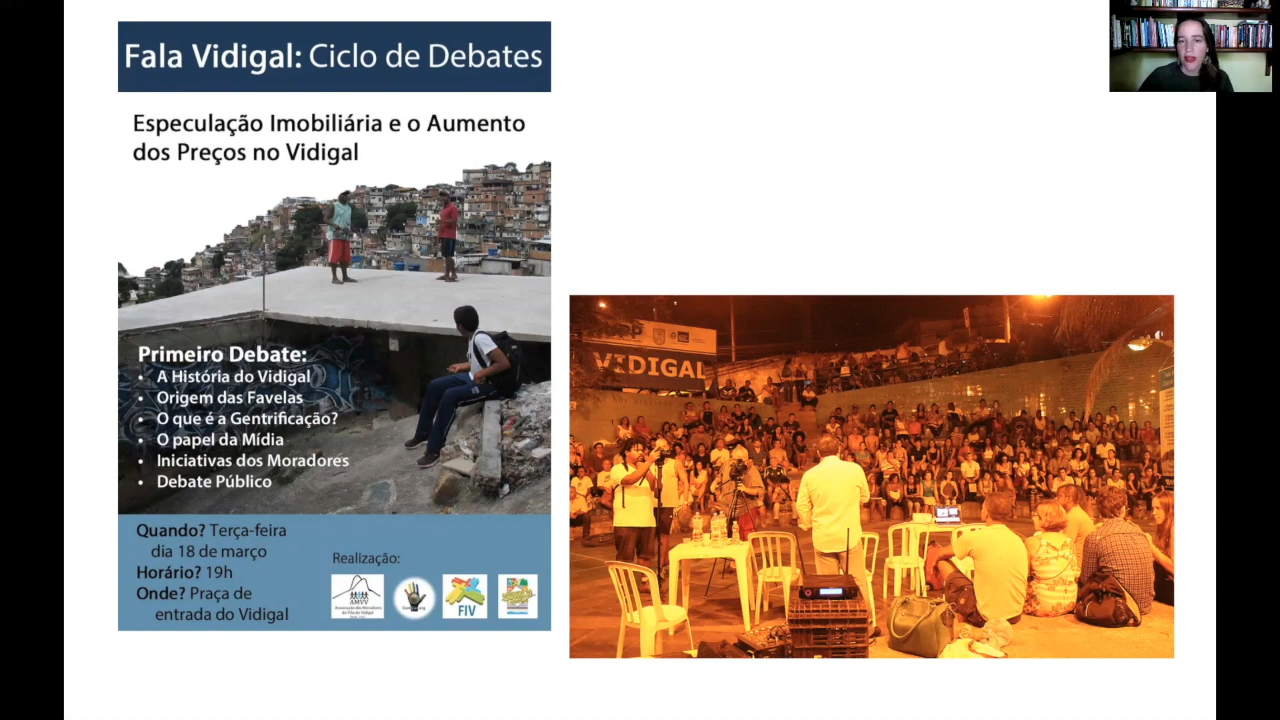 Fala Vidigal: Ciclo de Debates
Especulação Imobiliária e o Aumento
dos Preços no Vidigal
Primeiro Debate:
• A História do Vidigal
• Origem das Favelas
• O que é a Gentrificação?
• O papel da Mídia
• Iniciativas dos Moradores
• Debate Público
Quando? Terça-feira
dia 18 de março
Horário? 19h
Onde? Praça de
entrada do Vidigal
Realização:
AMVV
FIV
VIDIGAL